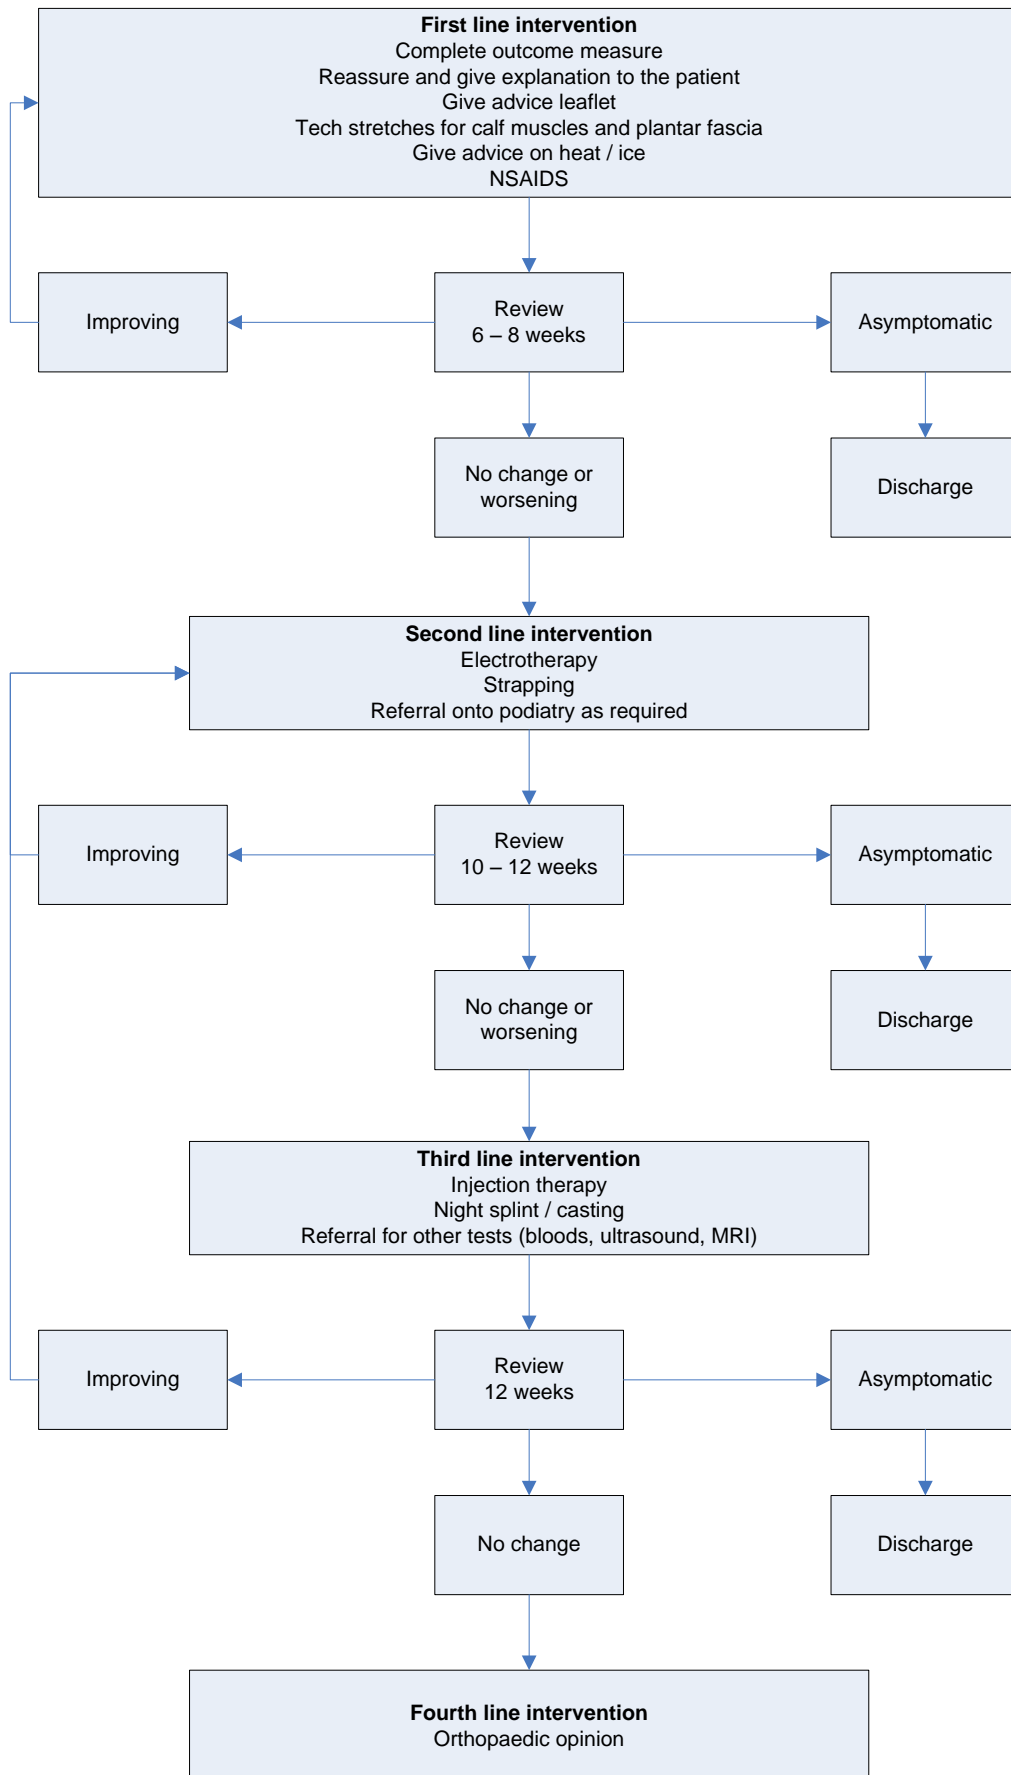 First line intervention
Complete outcome measure
Reassure and give explanation to the patient
Give advice leaflet
Tech stretches for calf muscles and plantar fascia
Give advice on heat / ice
NSAIDS
Improving
Review
6 – 8 weeks
Asymptomatic
No change or
worsening
Discharge
Second line intervention
Electrotherapy
Strapping
Referral onto podiatry as required
Improving
Review
10 – 12 weeks
Asymptomatic
No change or
worsening
Discharge
Third line intervention
Injection therapy
Night splint / casting
Referral for other tests (bloods, ultrasound, MRI)
Improving
Review
12 weeks
Asymptomatic
No change
Discharge
Fourth line intervention
Orthopaedic opinion